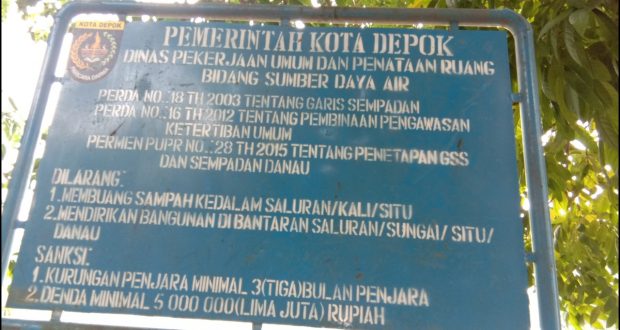 KOTA DEPOK
PEMERINTAH KOTA DEPOK
DINAS PEKERJAAN UMUM DAN PENATAAN RUANG
BIDANG SUMBER DAYA AIR
PERDA NO.:18 TH 2003 TENTANG GARIS SEMPADAN
PERDA NO.:16 TH 2012 TENTANG PEMBINAAN PENGAWASAN
KETERTIBAN UMUM
PERMEN PUPR NO.:28 TH 2015 TENTANG PENETAPAN GSS
DAN SEMPADAN DANAU
DILARANG:
1.MEMBUANG SAMPAH KEDALAM SALURAN/KALI/SITU
2.MENDIRIKAN BANGUNAN DI BANTARAN SALURAN/SUNGAI/ SITU/
DANAU
SANKSI:
1.KURUNGAN PENJARA MINIMAL 3(TIGA)BULAN PENJARA
2. DENDA MINIMAL 5 000 000(LIMA JUTA) RUPIAH